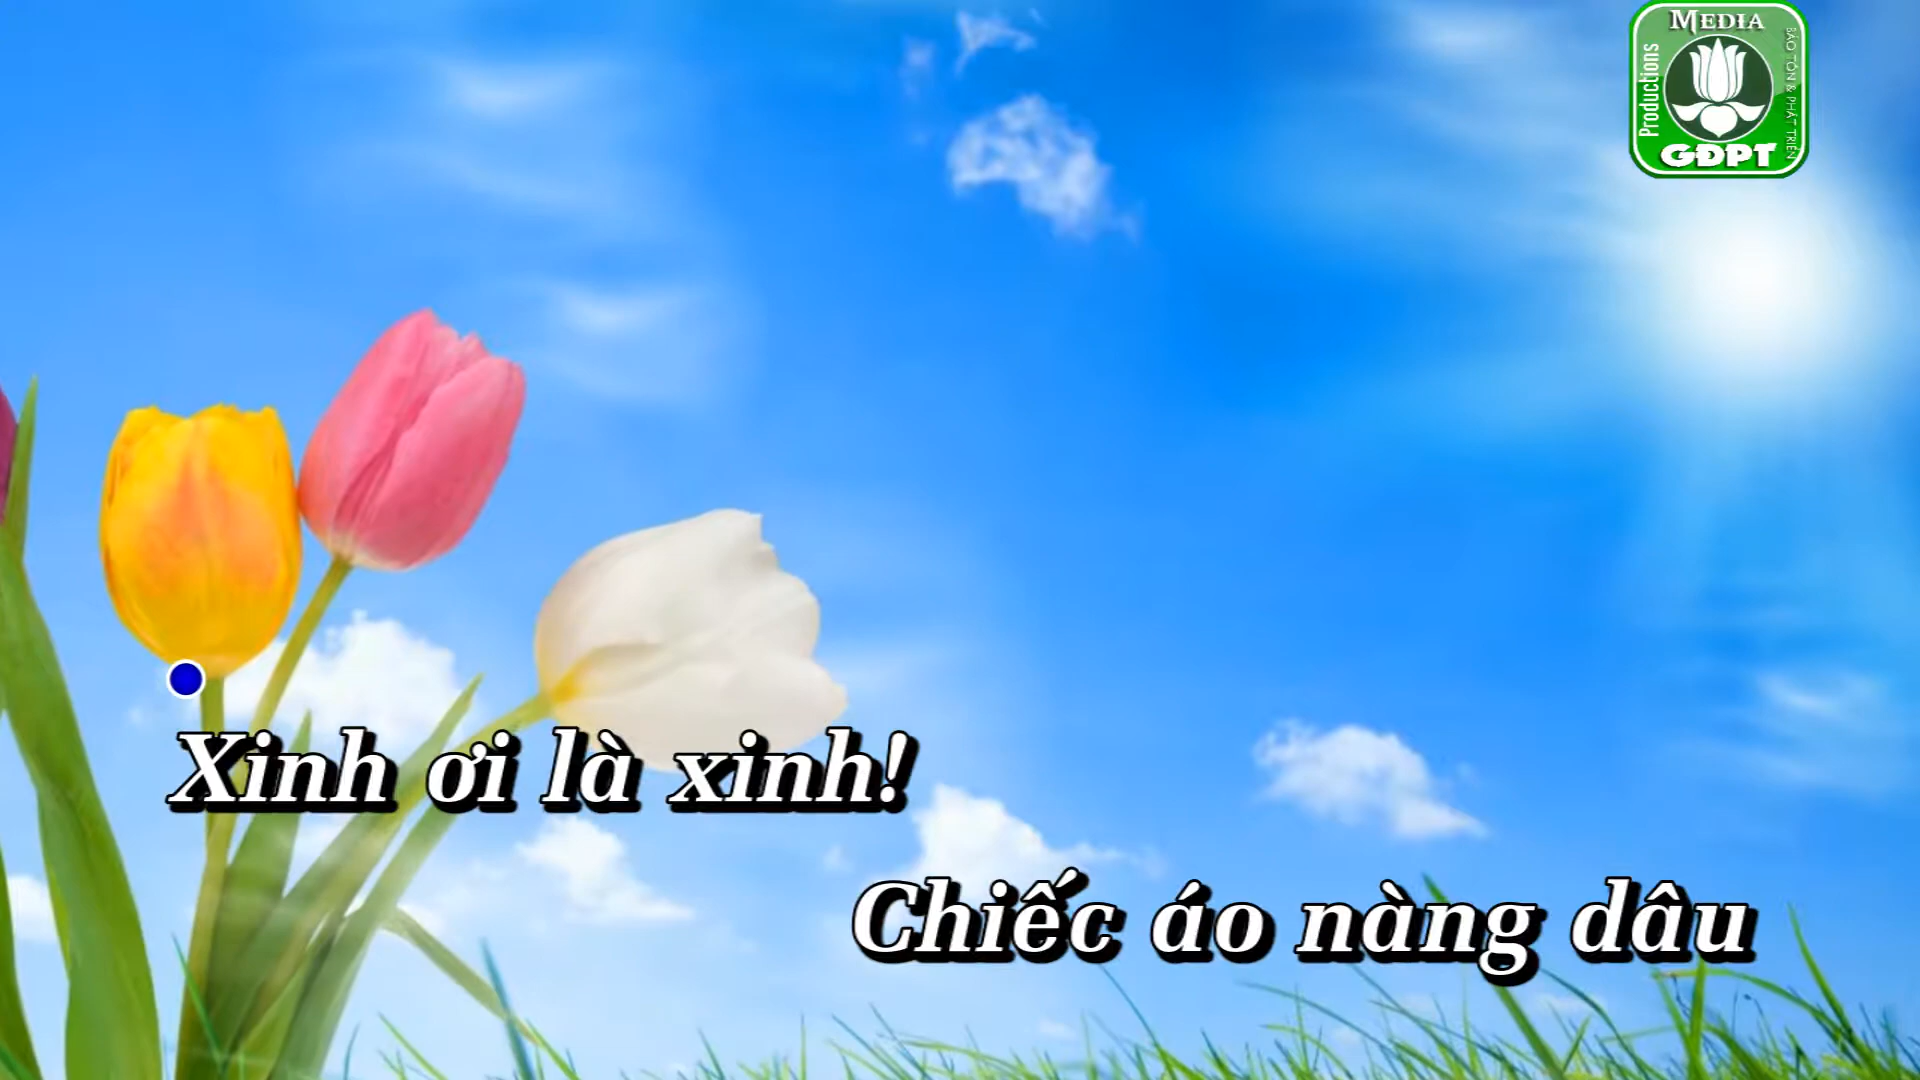 MEDIA
Productions
BẢO TỒN & PHÁT TRIỂN
GĐPT
Xinh ơi là xinh!
Chiếc áo nàng dâu